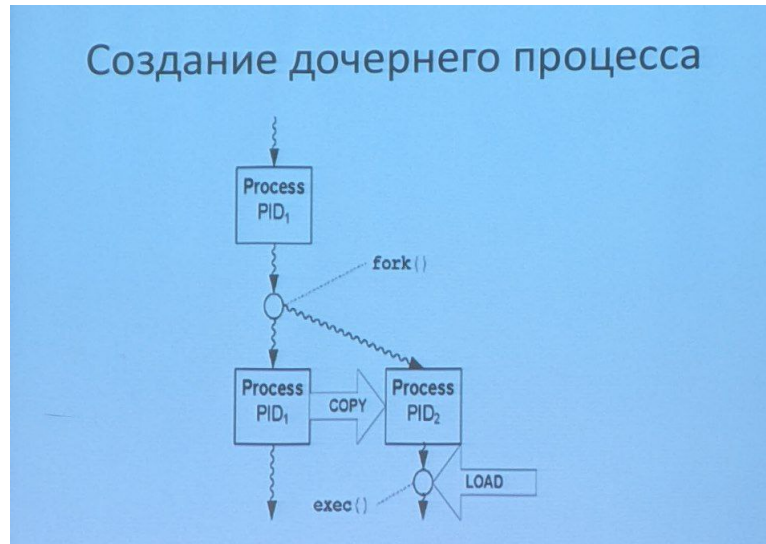 Создание дочернего процесса
Process
PID₁
fork()
Process
PID₁
COPY
Process
PID₂
LOAD
exec()